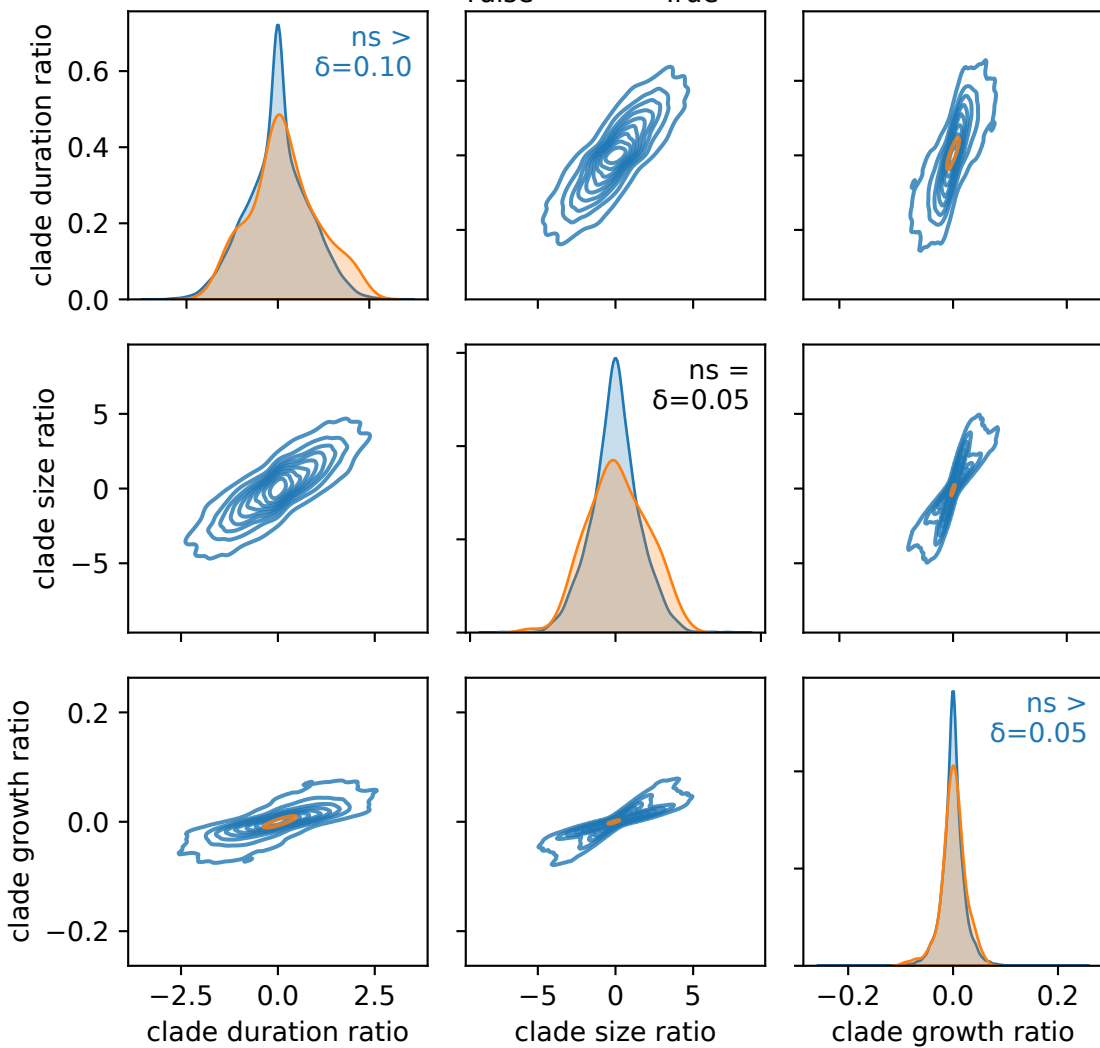 True
clade duration ratio
0.6
0.4
0.2
0.0
ns >
δ=0.10
clade size ratio
5
0
−5
ns =
δ=0.05
clade growth ratio
0.2
0.0
−0.2
ns >
δ=0.05
−2.5 0.0 2.5
clade duration ratio
−5 0 5
clade size ratio
−0.2 0.0 0.2
clade growth ratio